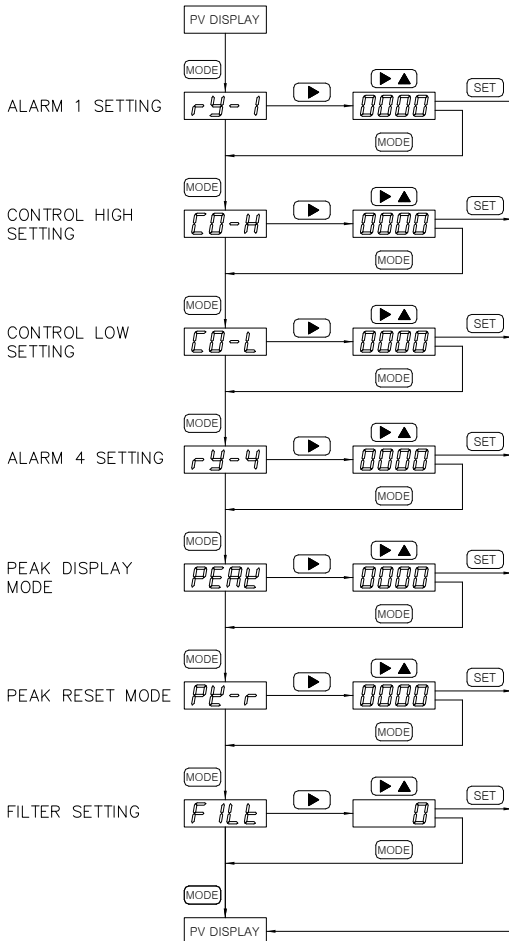 PV DISPLAY
MODE
ALARM 1 SETTING rY-1 0000 SET
MODE
MODE
CONTROL HIGH
SETTING CO-H 0000 SET
MODE
MODE
CONTROL LOW
SETTING CO-L 0000 SET
MODE
MODE
ALARM 4 SETTING rY-4 0000 SET
MODE
MODE
PEAK DISPLAY
MODE PEAK 0000 SET
MODE
MODE
PEAK RESET MODE PK-r 0000 SET
MODE
MODE
FILTER SETTING FILt 0 SET
MODE
MODE
PV DISPLAY